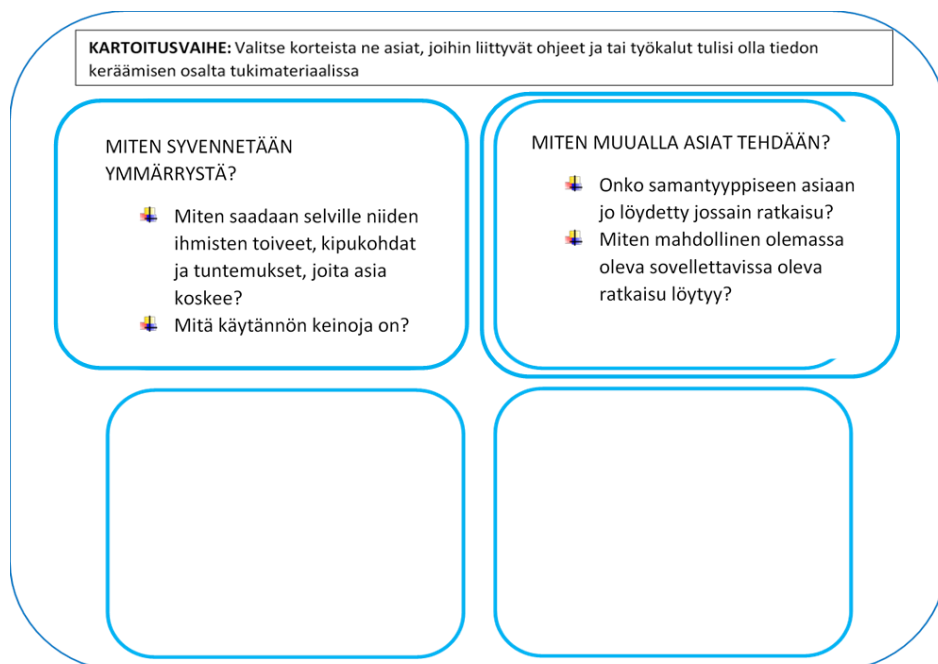 KARTOITUSVAIHE: Valitse korteista ne asiat, joihin liittyvät ohjeet ja tai työkalut tulisi olla tiedon
keräämisen osalta tukimateriaalissa
MITEN SYVENNETÄÄN
YMMÄRRYSTÄ?
Miten saadaan selville niiden
ihmisten toiveet, kipukohdat
ja tuntemukset, joita asia
koskee?
Mitä käytännön keinoja on?
MITEN MUUALLA ASIAT TEHDÄÄN?
Onko samantyyppiseen asiaan
jo löydetty jossain ratkaisu?
Miten mahdollinen olemassa
oleva sovellettavissa oleva
ratkaisu löytyy?